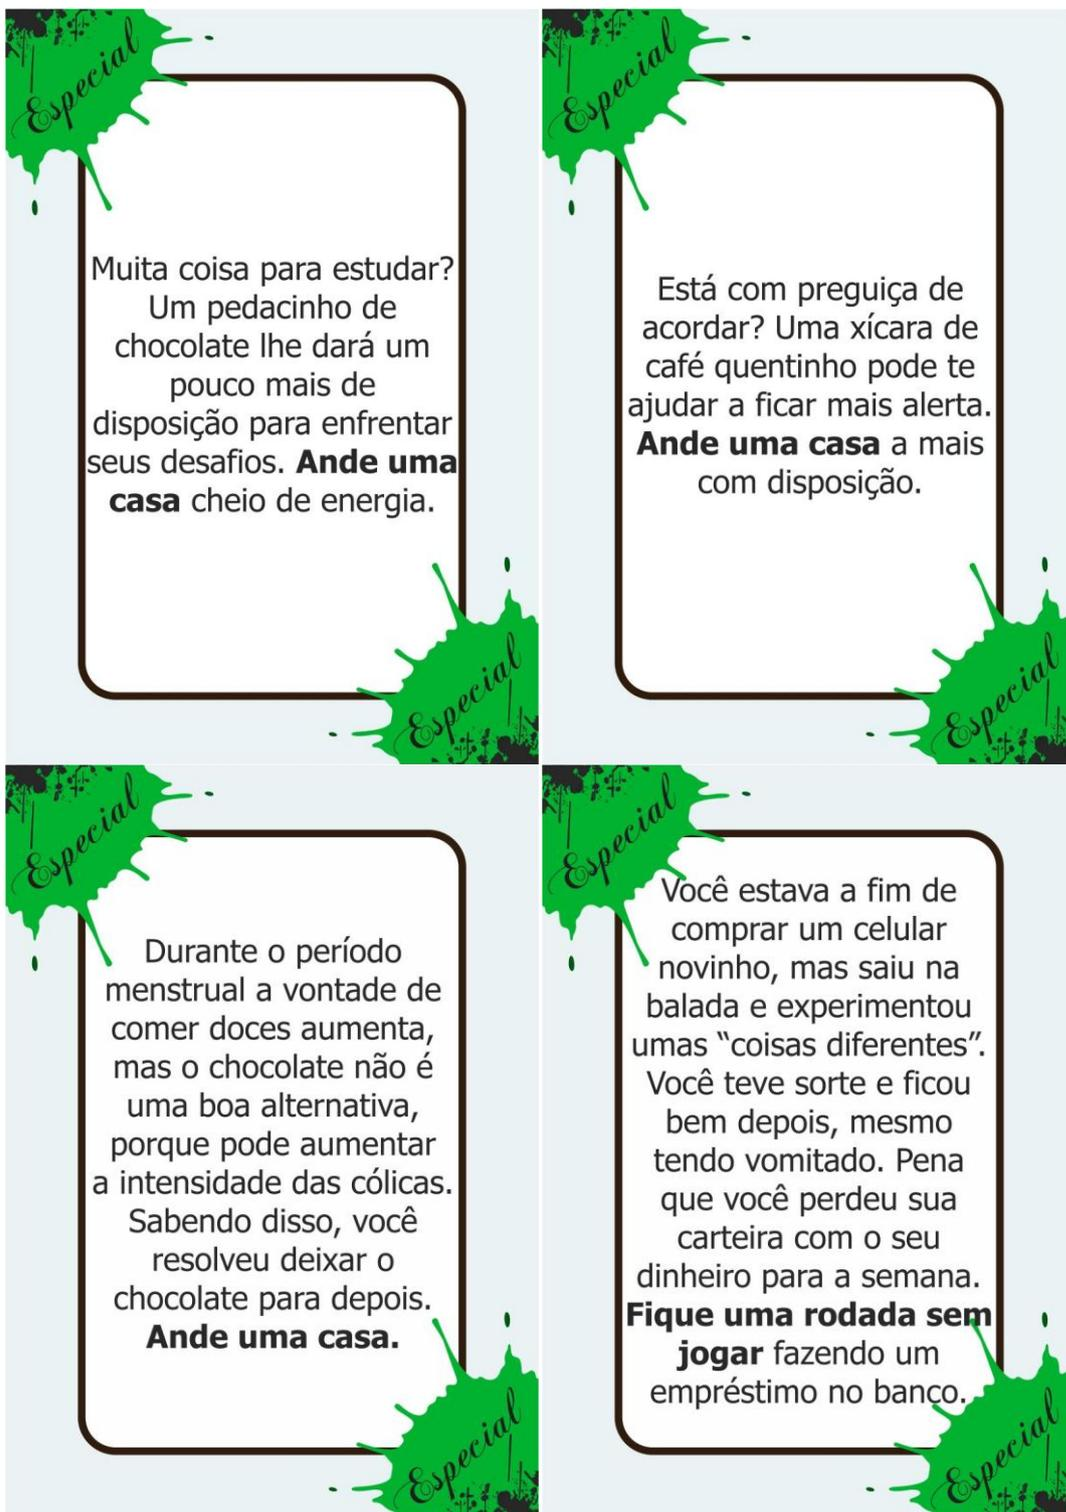 Especial
Muita coisa para estudar?
Um pedacinho de
chocolate lhe dará um
pouco mais de
disposição para enfrentar
seus desafios. Ande uma
casa cheio de energia.
Especial
Especial
Está com preguiça de
acordar? Uma xícara de
café quentinho pode te
ajudar a ficar mais alerta.
Ande uma casa a mais
com disposição.
Especial
Especial
Durante o período
menstrual a vontade de
comer doces aumenta,
mas o chocolate não é
uma boa alternativa,
porque pode aumentar
a intensidade das cólicas.
Sabendo disso, você
resolveu deixar o
chocolate para depois.
Ande uma casa.
Especial
Especial
Você estava a fim de
comprar um celular
novinho, mas saiu na
balada e experimentou
umas “coisas diferentes”.
Você teve sorte e ficou
bem depois, mesmo
tendo vomitado. Pena
que você perdeu sua
carteira com o seu
dinheiro para a semana.
Fique uma rodada sem
jogar fazendo um
empréstimo no banco.
Especial